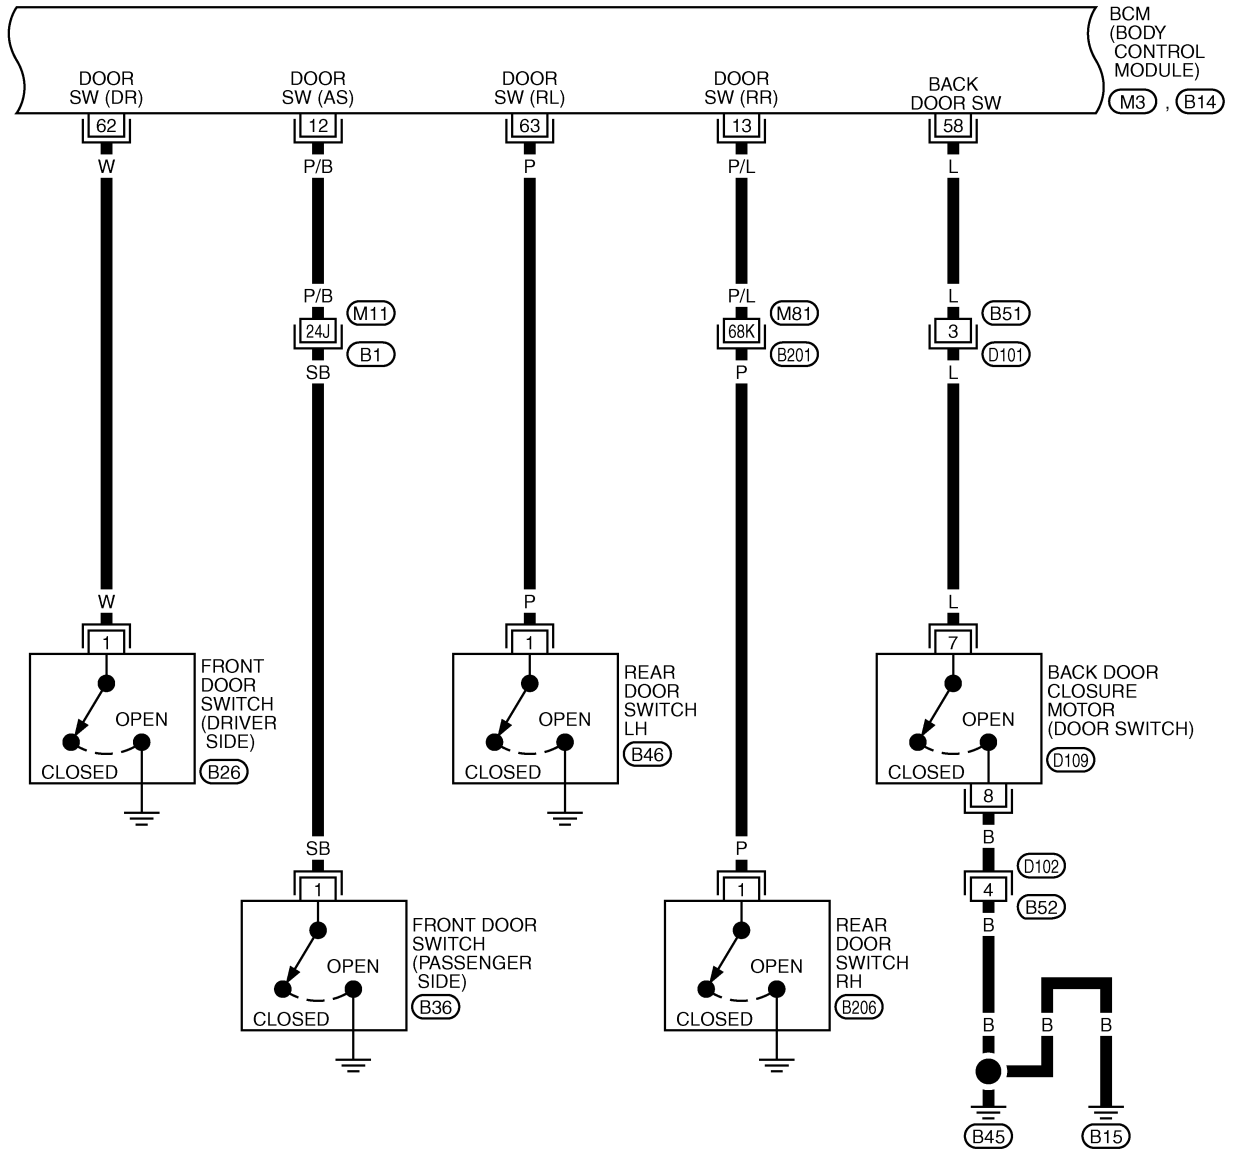 BCM
(BODY
CONTROL
MODULE)
M3 , B14
DOOR
SW (DR)
DOOR
SW (AS)
DOOR
SW (RL)
DOOR
SW (RR)
BACK
DOOR SW
62
12
63
13
58
W
P/B
P
P/L
L
P/B
P/L
L
M11
24J
B1
M81
68K
B201
B51
3
D101
SB
P
L
W
P
L
1
1
7
OPEN
CLOSED
FRONT
DOOR
SWITCH
(DRIVER
SIDE)
B26
OPEN
CLOSED
REAR
DOOR
SWITCH
LH
B46
OPEN
CLOSED
BACK DOOR
CLOSURE
MOTOR
(DOOR SWITCH)
D109
8
SB
P
B
1
1
D102
4
B52
OPEN
CLOSED
FRONT DOOR
SWITCH
(PASSENGER
SIDE)
B36
OPEN
CLOSED
REAR
DOOR
SWITCH
RH
B206
B
B
B
B
B45
B15